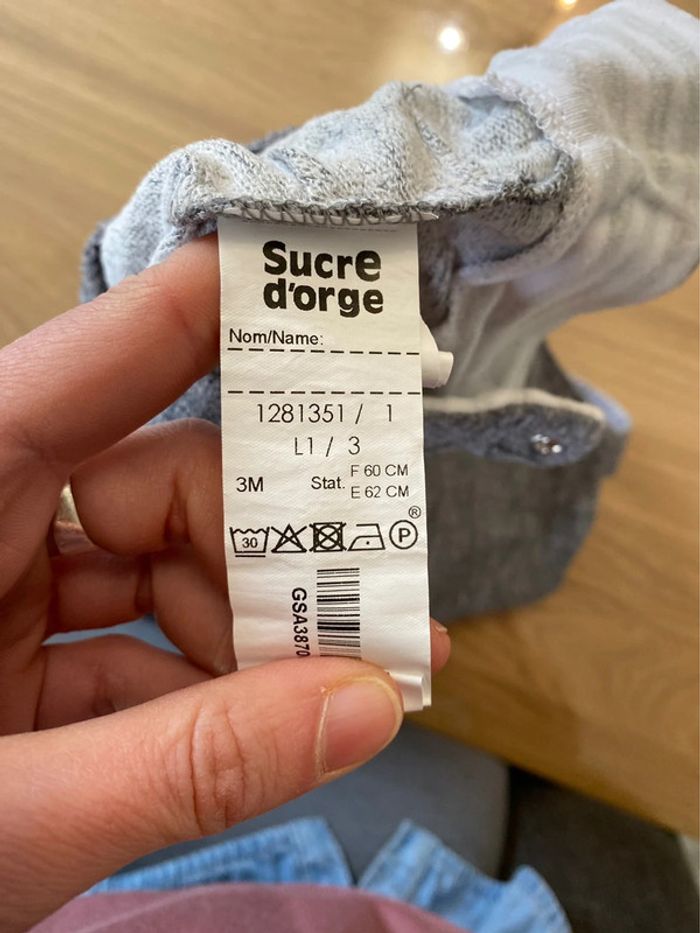 Sucre
d'orge
Nom/Name:
1281351 / 1
L1 / 3
3M Stat. F 60 CM
E 62 CM
®
30 P
GSA3870